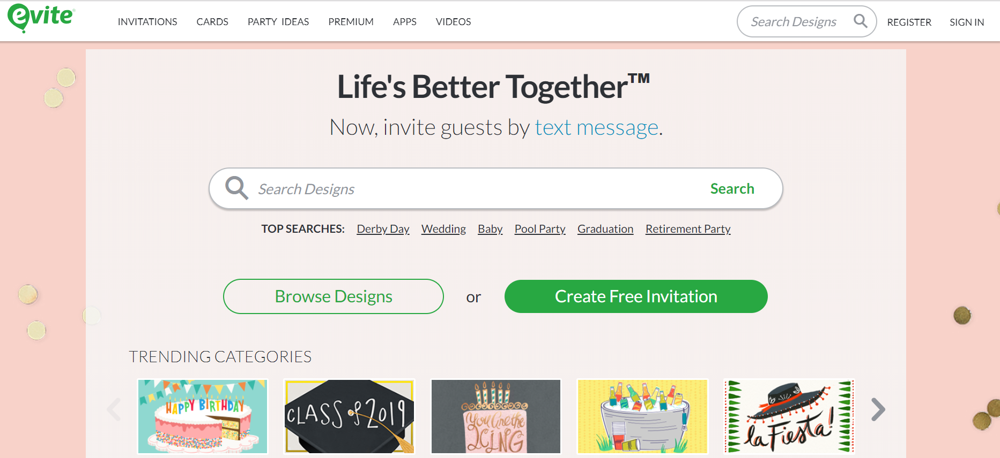 evite®
INVITATIONS CARDS PARTY IDEAS PREMIUM APPS VIDEOS Search Designs REGISTER SIGN IN
Life's Better Together™
Now, invite guests by text message.
Search Designs Search
TOP SEARCHES: Derby Day Wedding Baby Pool Party Graduation Retirement Party
Browse Designs or Create Free Invitation
TRENDING CATEGORIES
HAPPY BIRTHDAY
CLASS of 2019
You Are the
ICING
la Fiesta!